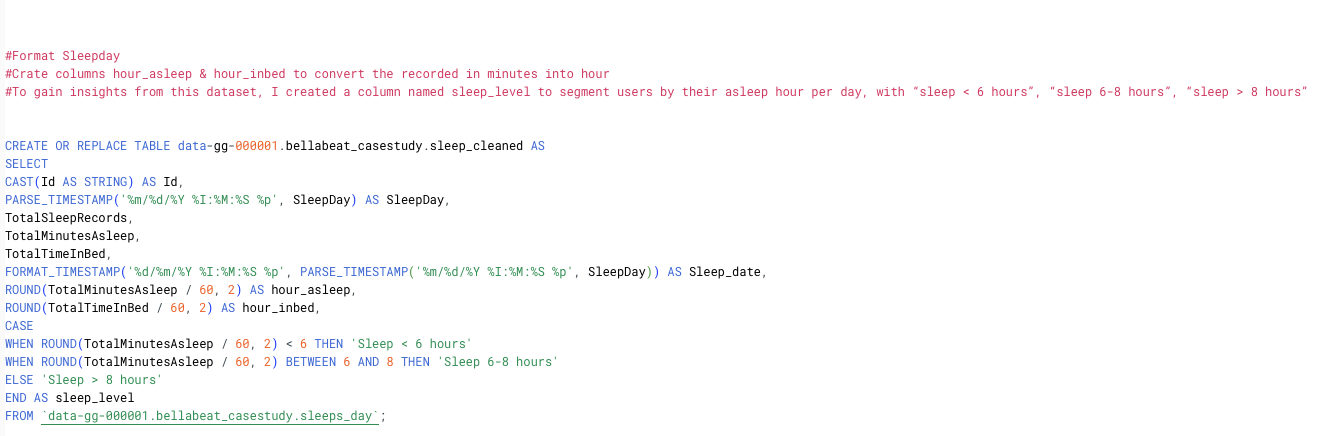 #Format Sleepday
#Crate columns hour_asleep & hour_inbed to convert the recorded in minutes into hour
#To gain insights from this dataset, I created a column named sleep_level to segment users by their asleep hour per day, with “sleep < 6 hours”, “sleep 6-8 hours”, “sleep > 8 hours”
CREATE OR REPLACE TABLE data-gg-000001.bellabeat_casestudy.sleep_cleaned AS
SELECT
CAST(Id AS STRING) AS Id,
PARSE_TIMESTAMP('%m/%d/%Y %I:%M:%S %p', SleepDay) AS SleepDay,
TotalSleepRecords,
TotalMinutesAsleep,
TotalTimeInBed,
FORMAT_TIMESTAMP('%d/%m/%Y %I:%M:%S %p', PARSE_TIMESTAMP('%m/%d/%Y %I:%M:%S %p', SleepDay)) AS Sleep_date,
ROUND(TotalMinutesAsleep / 60, 2) AS hour_asleep,
ROUND(TotalTimeInBed / 60, 2) AS hour_inbed,
CASE
WHEN ROUND(TotalMinutesAsleep / 60, 2) < 6 THEN 'Sleep < 6 hours'
WHEN ROUND(TotalMinutesAsleep / 60, 2) BETWEEN 6 AND 8 THEN 'Sleep 6-8 hours'
ELSE 'Sleep > 8 hours'
END AS sleep_level
FROM `data-gg-000001.bellabeat_casestudy.sleeps_day`;